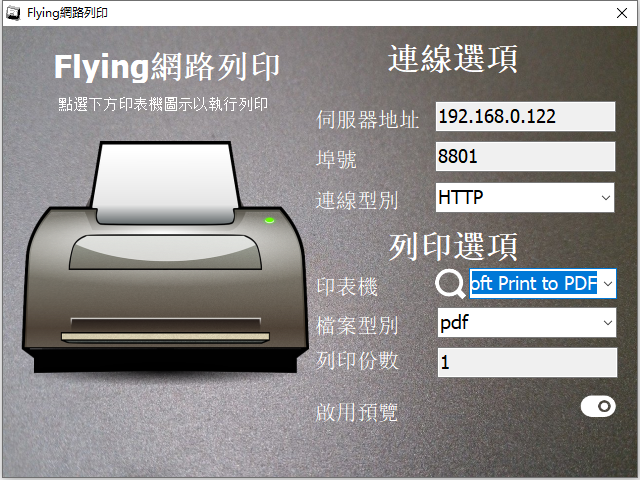 Flying網路列印
Flying網路列印
點選下方印表機圖示以執行列印
連線選項
伺服器地址
192.168.0.122
埠號
8801
連線型別
HTTP
列印選項
印表機
oft Print to PDF
檔案型別
pdf
列印份數
1
啟用預覽